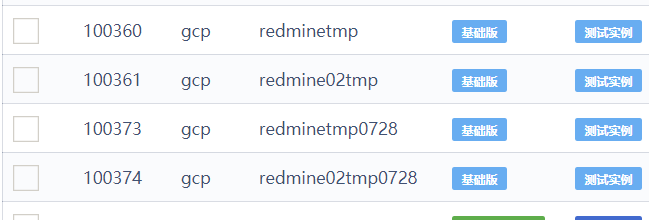 100360 gcp redminetmp 基础版 测试实例
100361 gcp redmine02tmp 基础版 测试实例
100373 gcp redminetmp0728 基础版 测试实例
100374 gcp redmine02tmp0728 基础版 测试实例